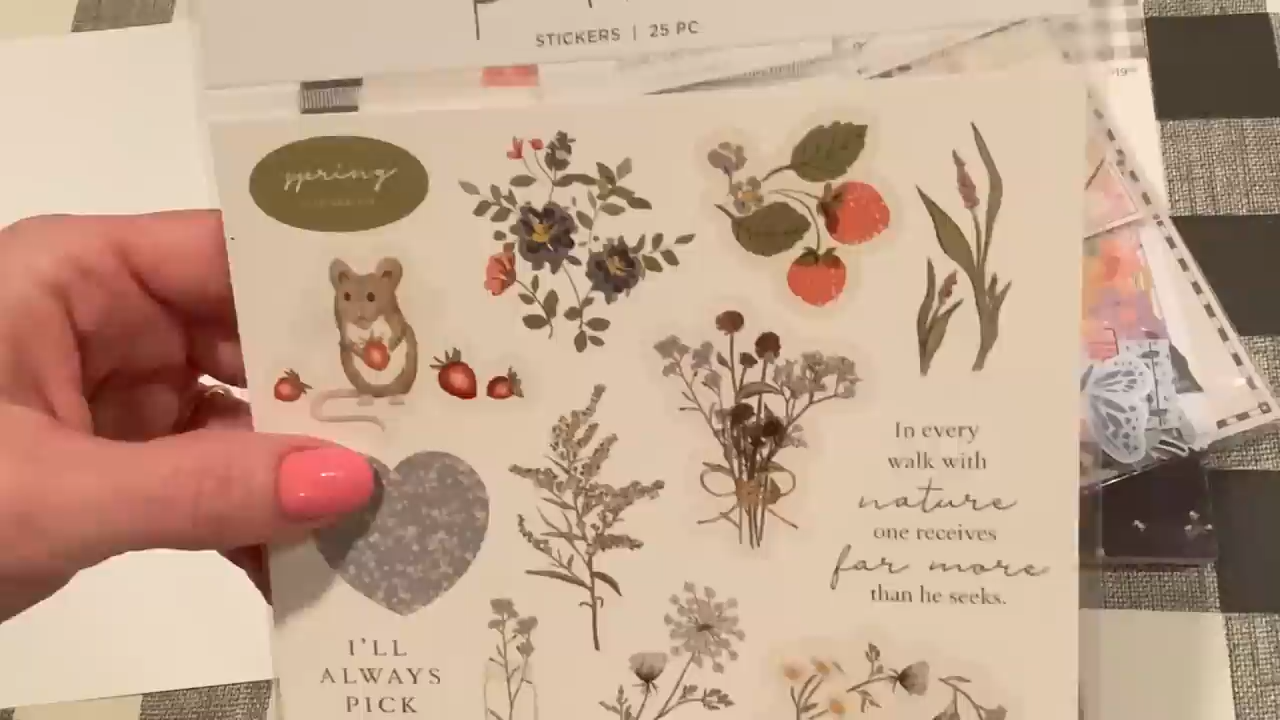 STICKERS | 25 PC
spring
In every
walk with
nature
one receives
far more
than he seeks.
I'LL
ALWAYS
PICK